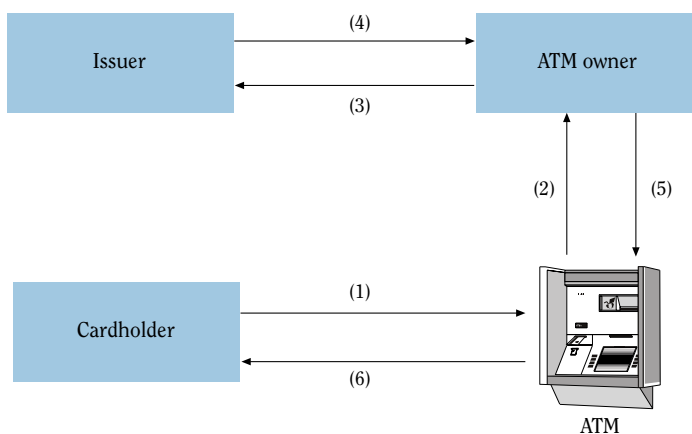 (4)
Issuer
ATM owner
(3)
(2)
(5)
(1)
Cardholder
(6)
ATM